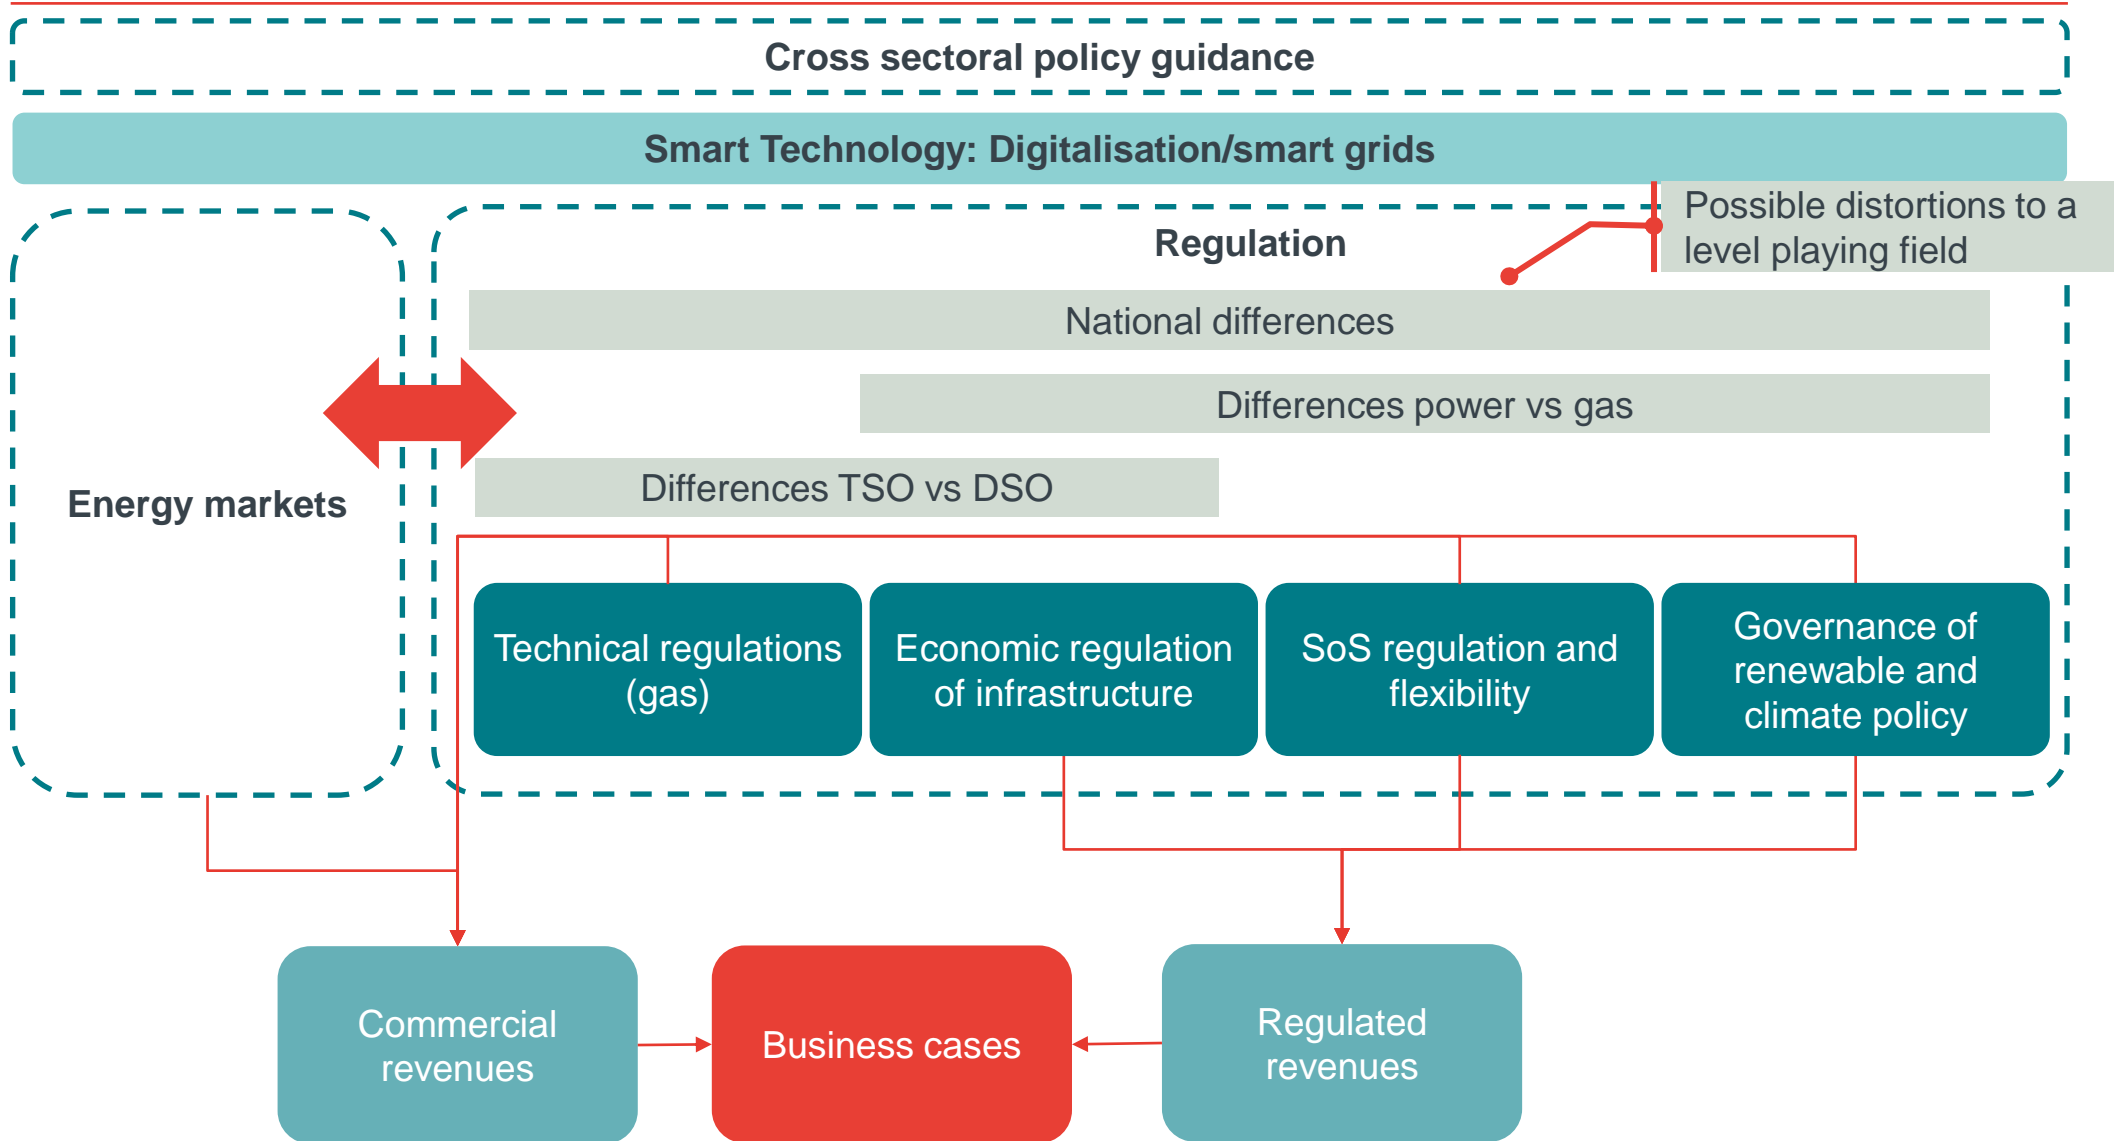 Cross sectoral policy guidance
Smart Technology: Digitalisation/smart grids
Possible distortions to a
level playing field
Regulation
National differences
Differences power vs gas
Differences TSO vs DSO
Energy markets
Technical regulations
(gas)
Economic regulation
of infrastructure
SoS regulation and
flexibility
Governance of
renewable and
climate policy
Commercial
revenues
Business cases
Regulated
revenues